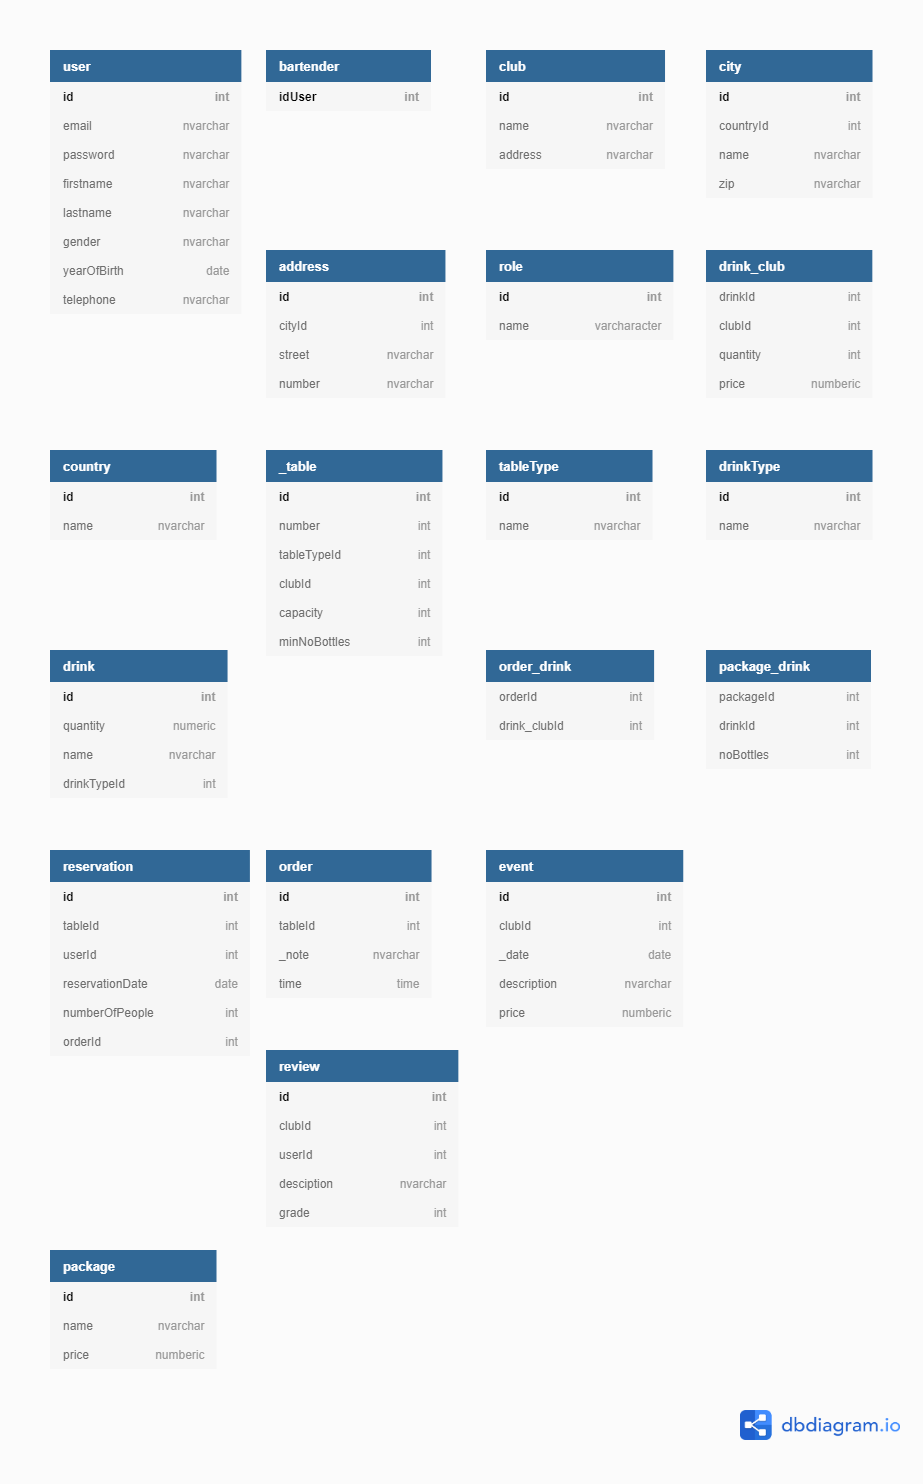 user
id int
email nvarchar
password nvarchar
firstname nvarchar
lastname nvarchar
gender nvarchar
yearOfBirth date
telephone nvarchar
bartender
idUser int
club
id int
name nvarchar
address nvarchar
city
id int
countryId int
name nvarchar
zip nvarchar
address
id int
cityId int
street nvarchar
number nvarchar
role
id int
name varcharacter
drink_club
drinkId int
clubId int
quantity int
price numberic
country
id int
name nvarchar
_table
id int
number int
tableTypeId int
clubId int
capacity int
minNoBottles int
tableType
id int
name nvarchar
drinkType
id int
name nvarchar
drink
id int
quantity numeric
name nvarchar
drinkTypeId int
order_drink
orderId int
drink_clubId int
package_drink
packageId int
drinkId int
noBottles int
reservation
id int
tableId int
userId int
reservationDate date
numberOfPeople int
orderId int
order
id int
tableId int
_note nvarchar
time time
event
id int
clubId int
_date date
description nvarchar
price numberic
review
id int
clubId int
userId int
desciption nvarchar
grade int
package
id int
name nvarchar
price numberic
dbdiagram.io